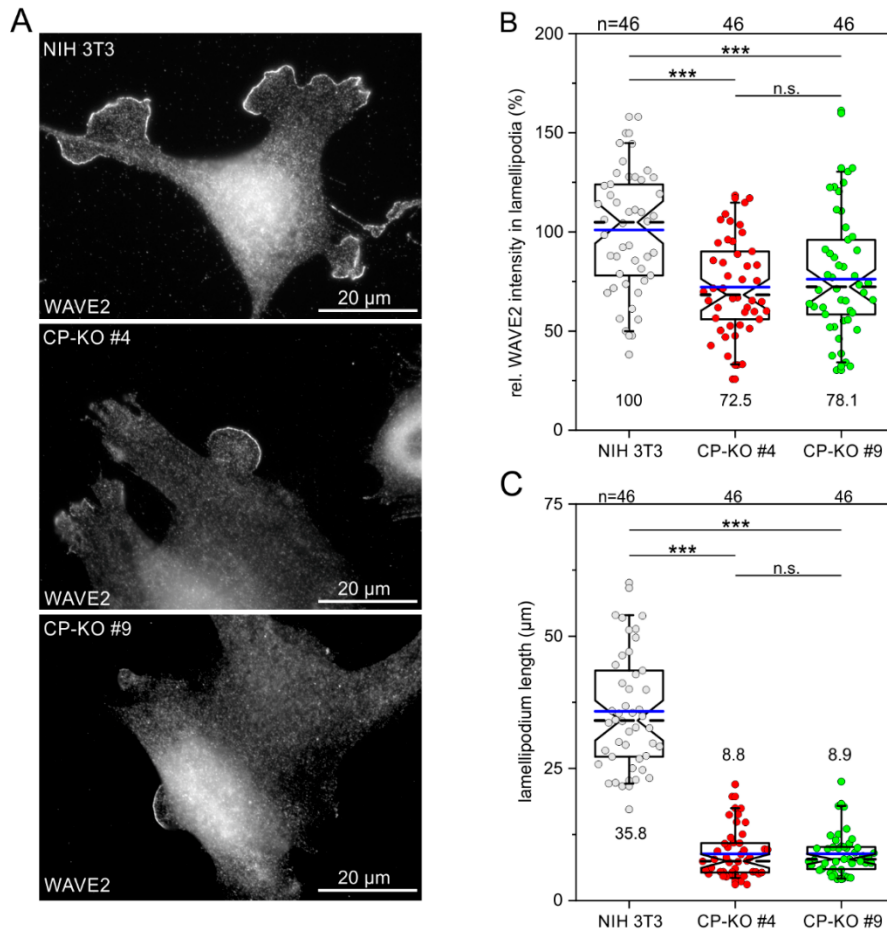 A
NIH 3T3
WAVE2
20 µm
CP-KO #4
WAVE2
20 µm
CP-KO #9
WAVE2
20 µm
B
n=46 46 46
200
150
100
50
0
rel. WAVE2 intensity in lamellipodia (%)
***
***
n.s.
100 72.5 78.1
NIH 3T3 CP-KO #4 CP-KO #9
C
n=46 46 46
75
50
25
0
lamellipodium length (µm)
***
***
n.s.
8.8 8.9
35.8
NIH 3T3 CP-KO #4 CP-KO #9